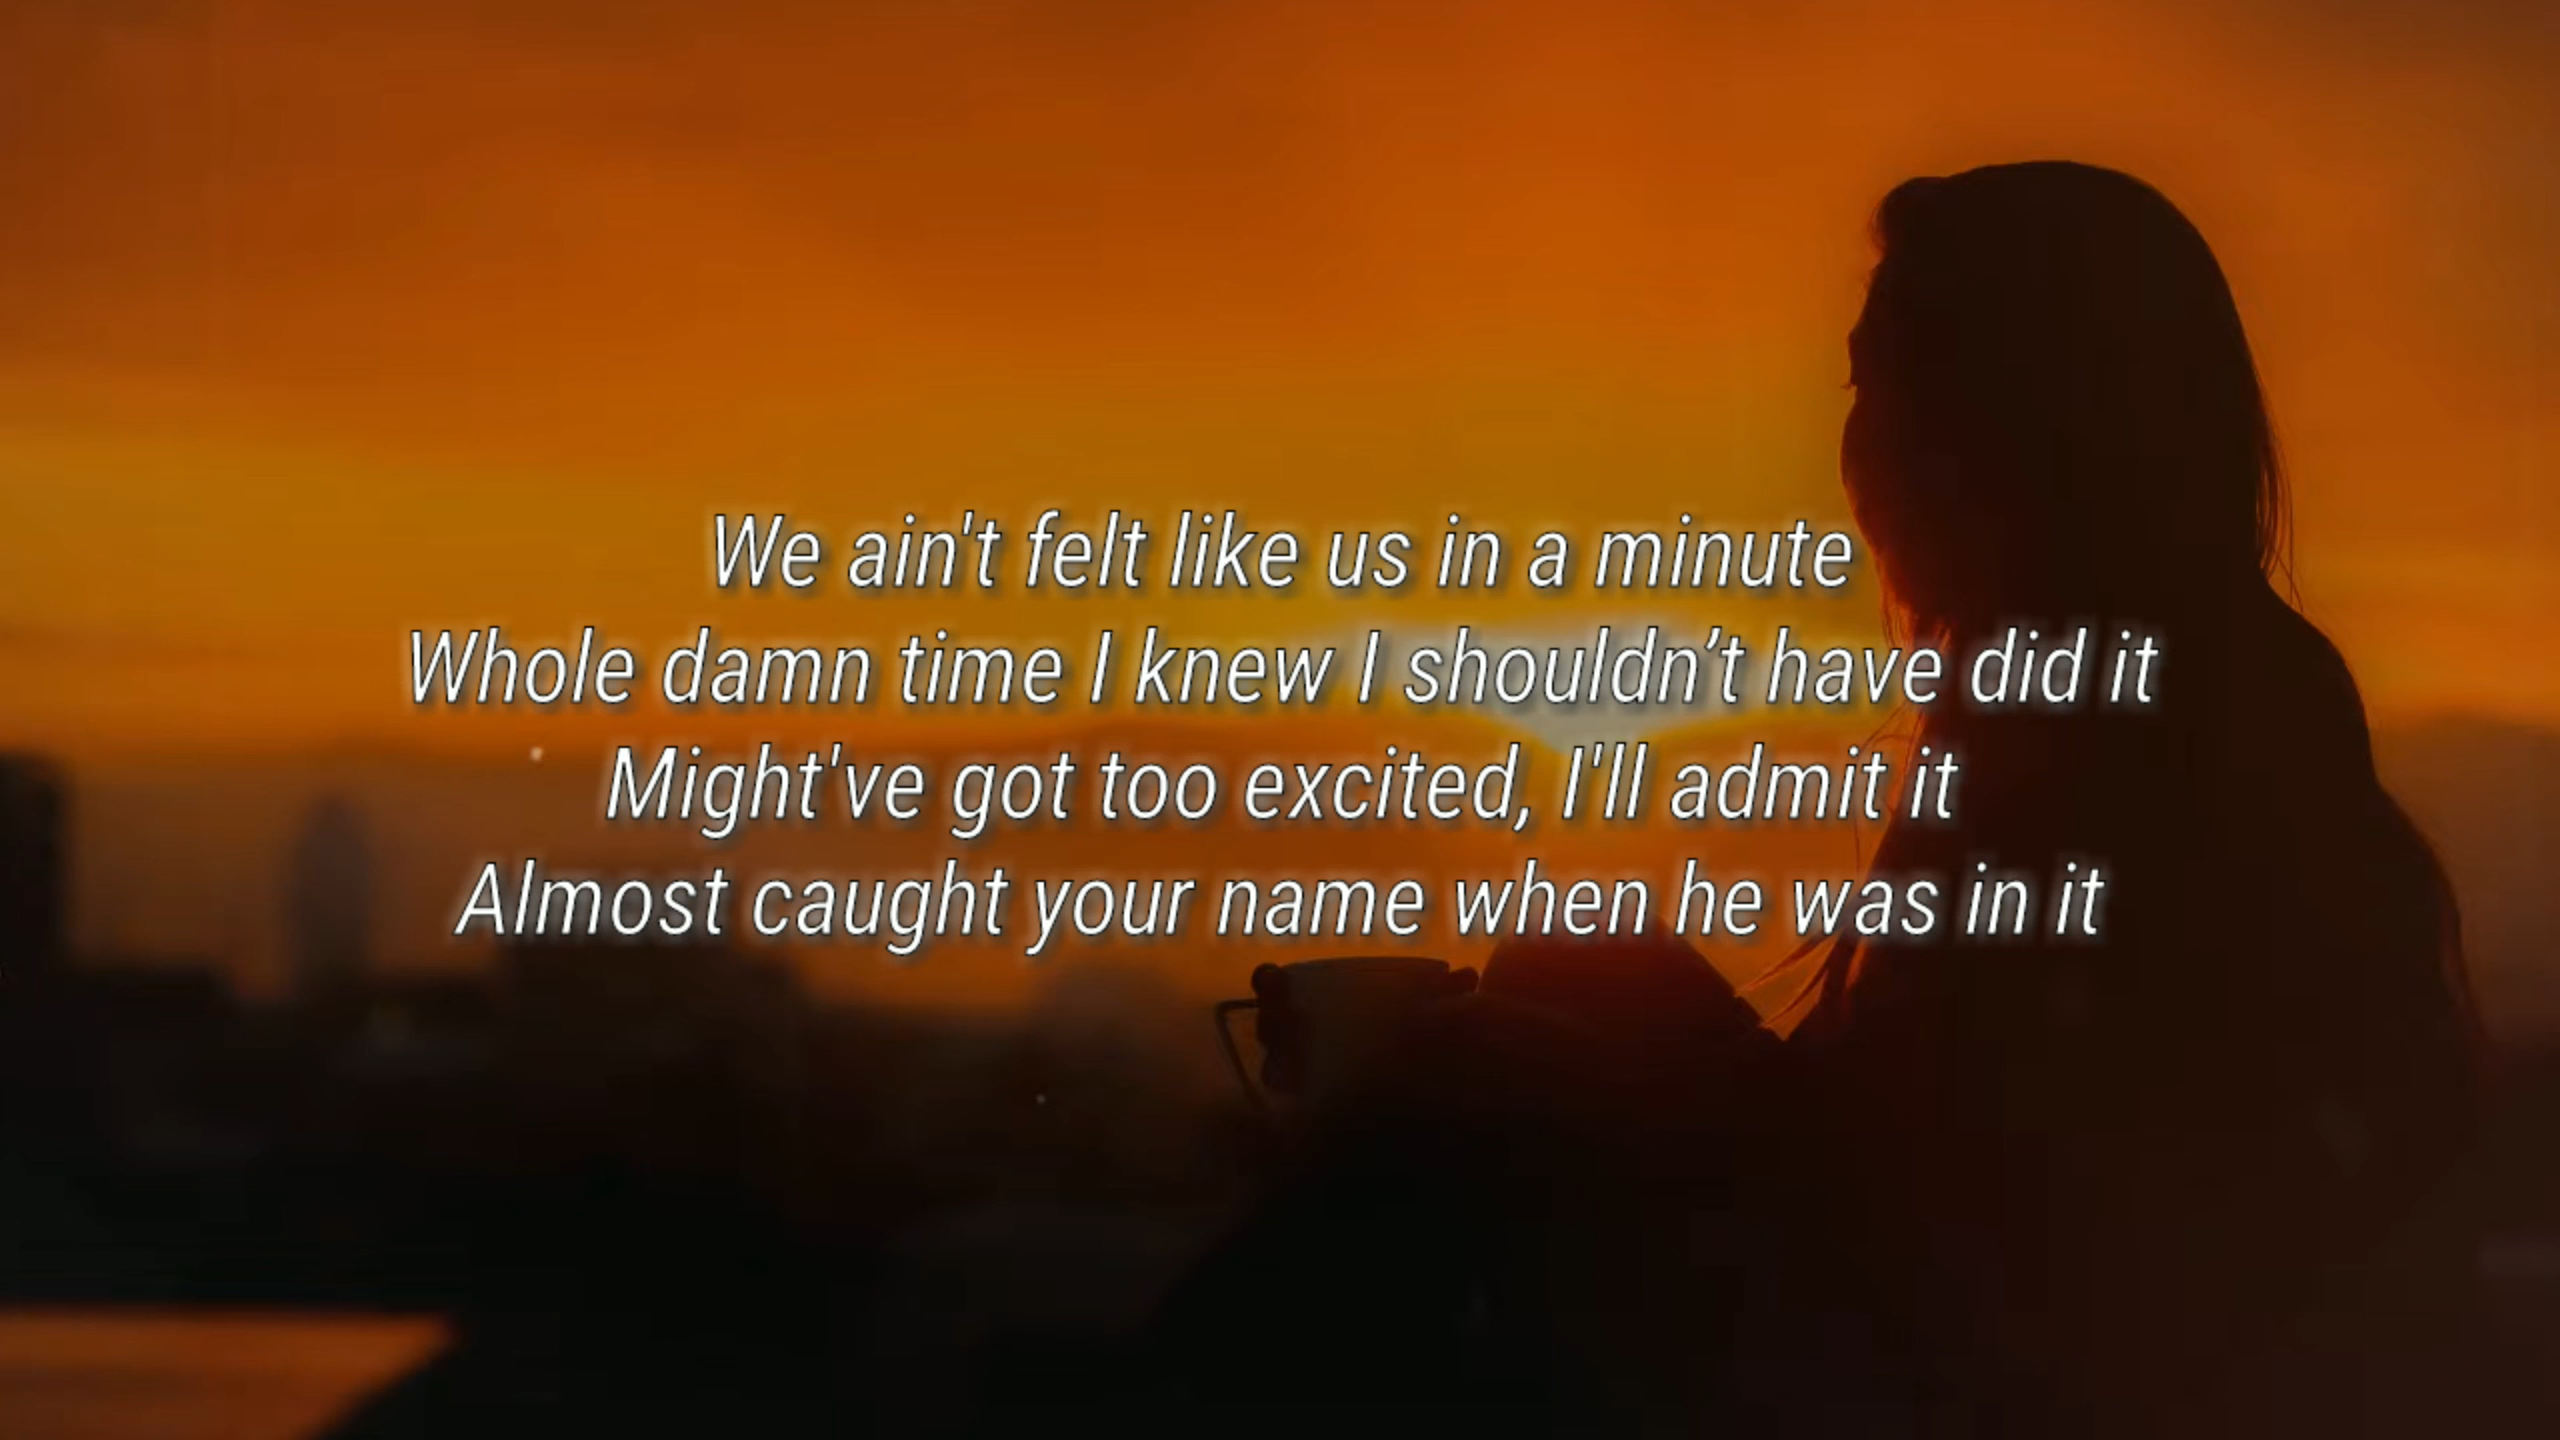 We ain't felt like us in a minute
Whole damn time I knew I shouldn’t have did it
Might've got too excited, I'll admit it
Almost caught your name when he was in it